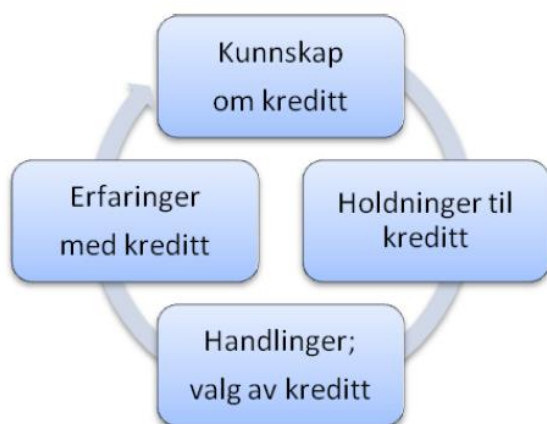 Kunnskap
om kreditt
Erfaringer
med kreditt
Holdninger til
kreditt
Handlinger;
valg av kreditt